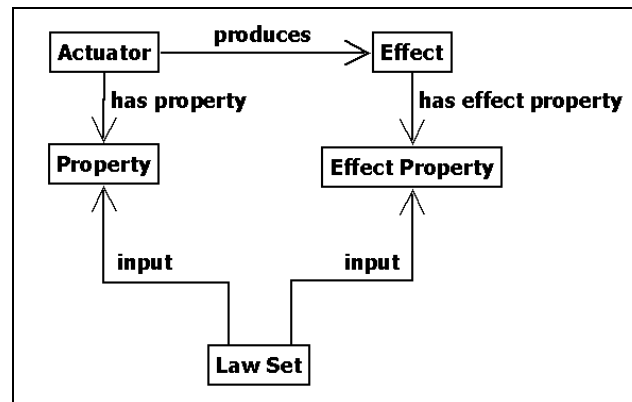 produces
Actuator
Effect
has property
has effect property
Property
Effect Property
input
input
Law Set